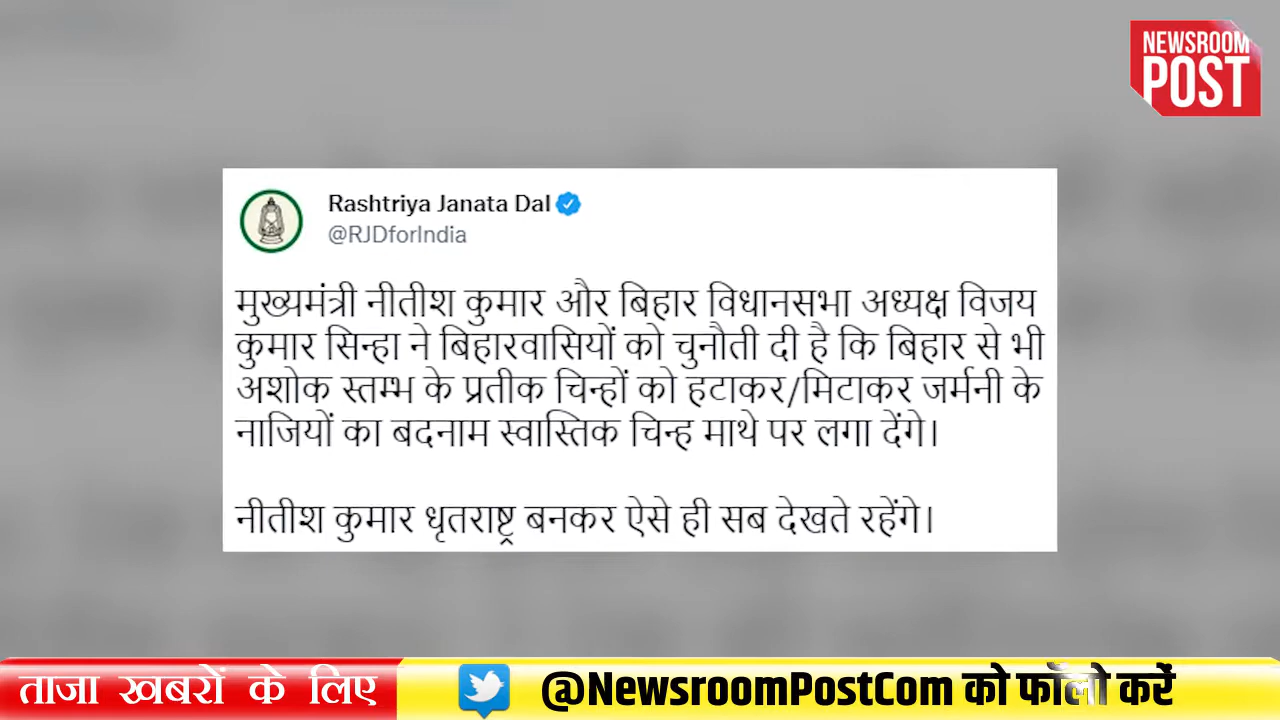 NEWSROOM
POST
Rashtriya Janata Dal
@RJDforIndia
मुख्यमंत्री नीतीश कुमार और बिहार विधानसभा अध्यक्ष विजय
कुमार सिन्हा ने बिहारवासियों को चुनौती दी है कि बिहार से भी
अशोक स्तम्भ के प्रतीक चिन्हों को हटाकर/मिटाकर जर्मनी के
नाजियों का बदनाम स्वास्तिक चिन्ह माथे पर लगा देंगे।
नीतीश कुमार धृतराष्ट्र बनकर ऐसे ही सब देखते रहेंगे।
ताजा खबरों के लिए
@NewsroomPostCom को फॉलो करें